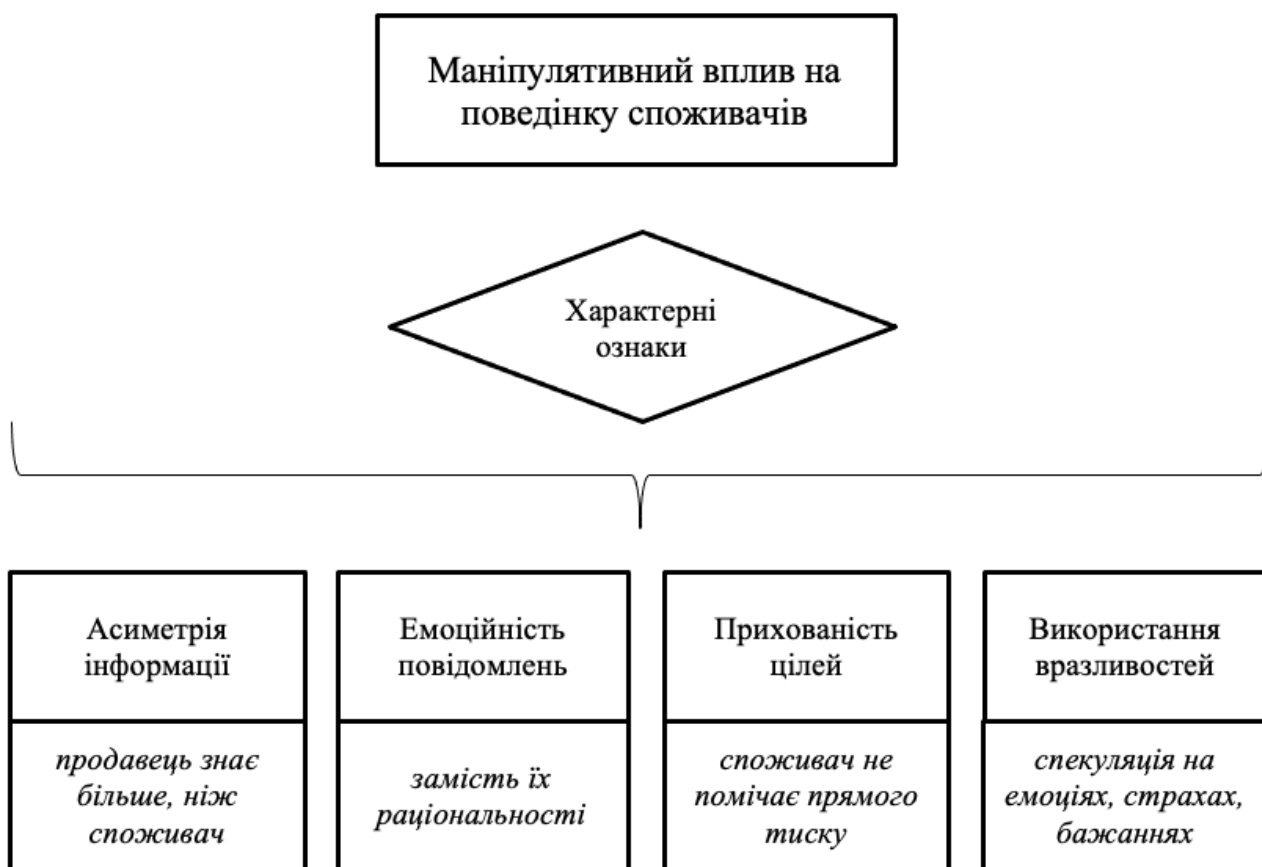 Маніпулятивний вплив на
поведінку споживачів
Характерні
ознаки
Асиметрія
інформації
продавець знає
більше, ніж
споживач
Емоційність
повідомлень
замість їх
раціональності
Прихованість
цілей
споживач не
помічає прямого
тиску
Використання
вразливостей
спекуляція на
емоціях, страхах,
бажаннях